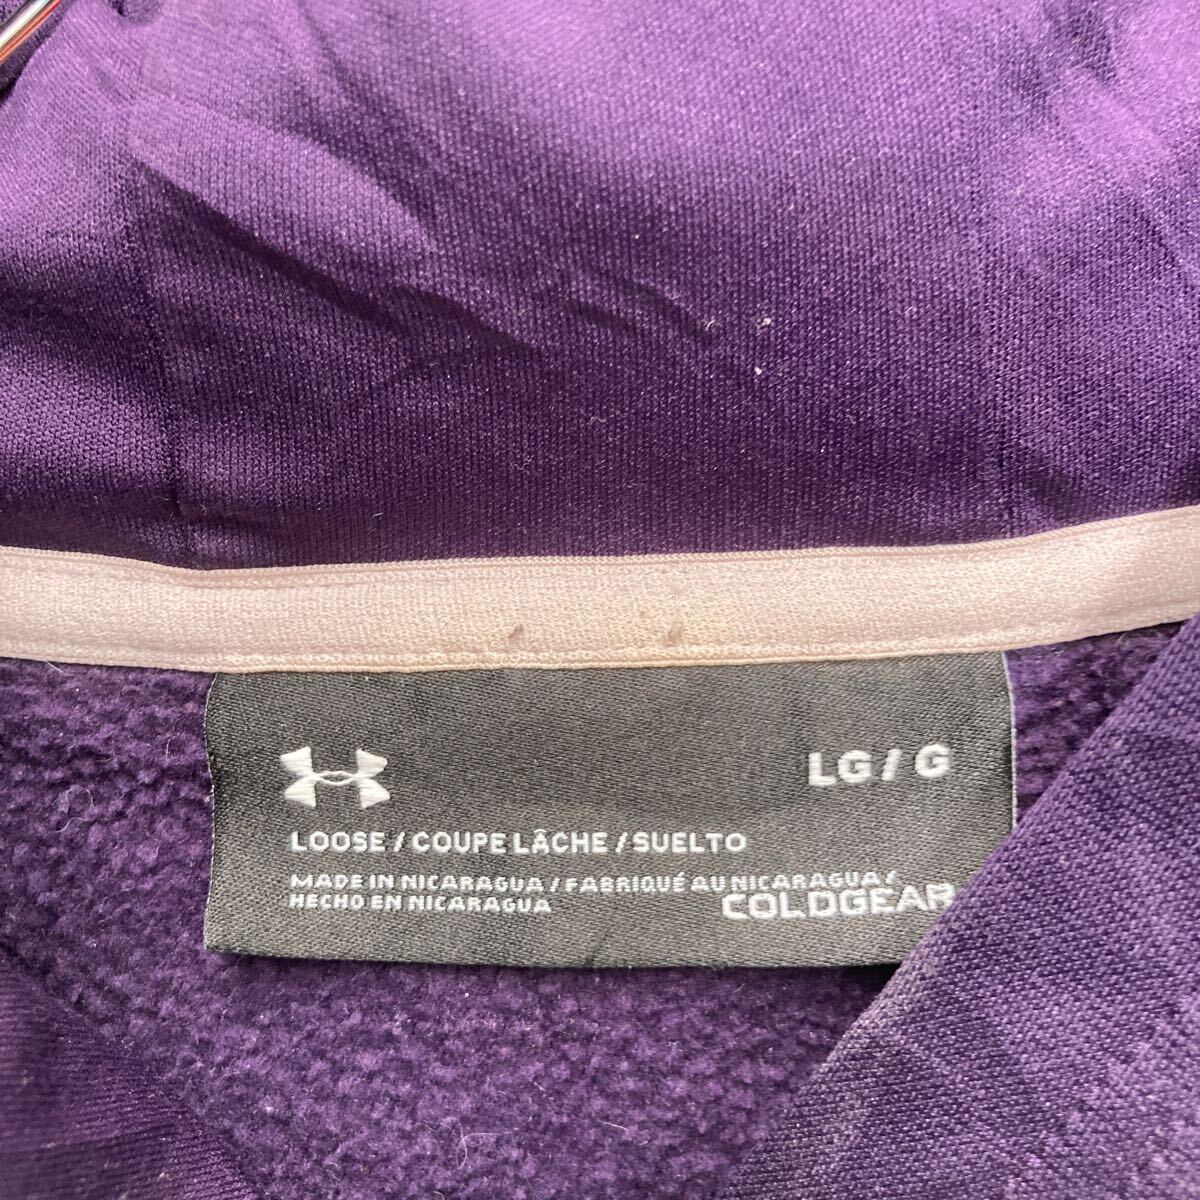 LG / G
LOOSE / COUPE LÂCHE / SUELTO
MADE IN NICARAGUA / FABRIQUÉ AU NICARAGUA /
HECHO EN NICARAGUA
COLDGEAR